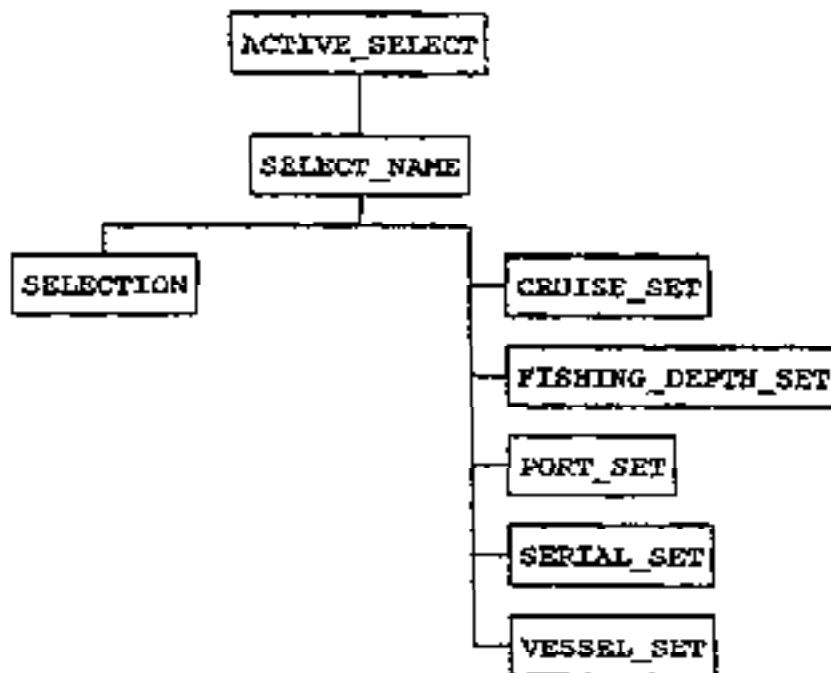 ACTIVE_SELECT
SELECT_NAME
SELECTION
CRUISE_SET
FISHING_DEPTH_SET
PORT_SET
SERIAL_SET
VESSEL_SET